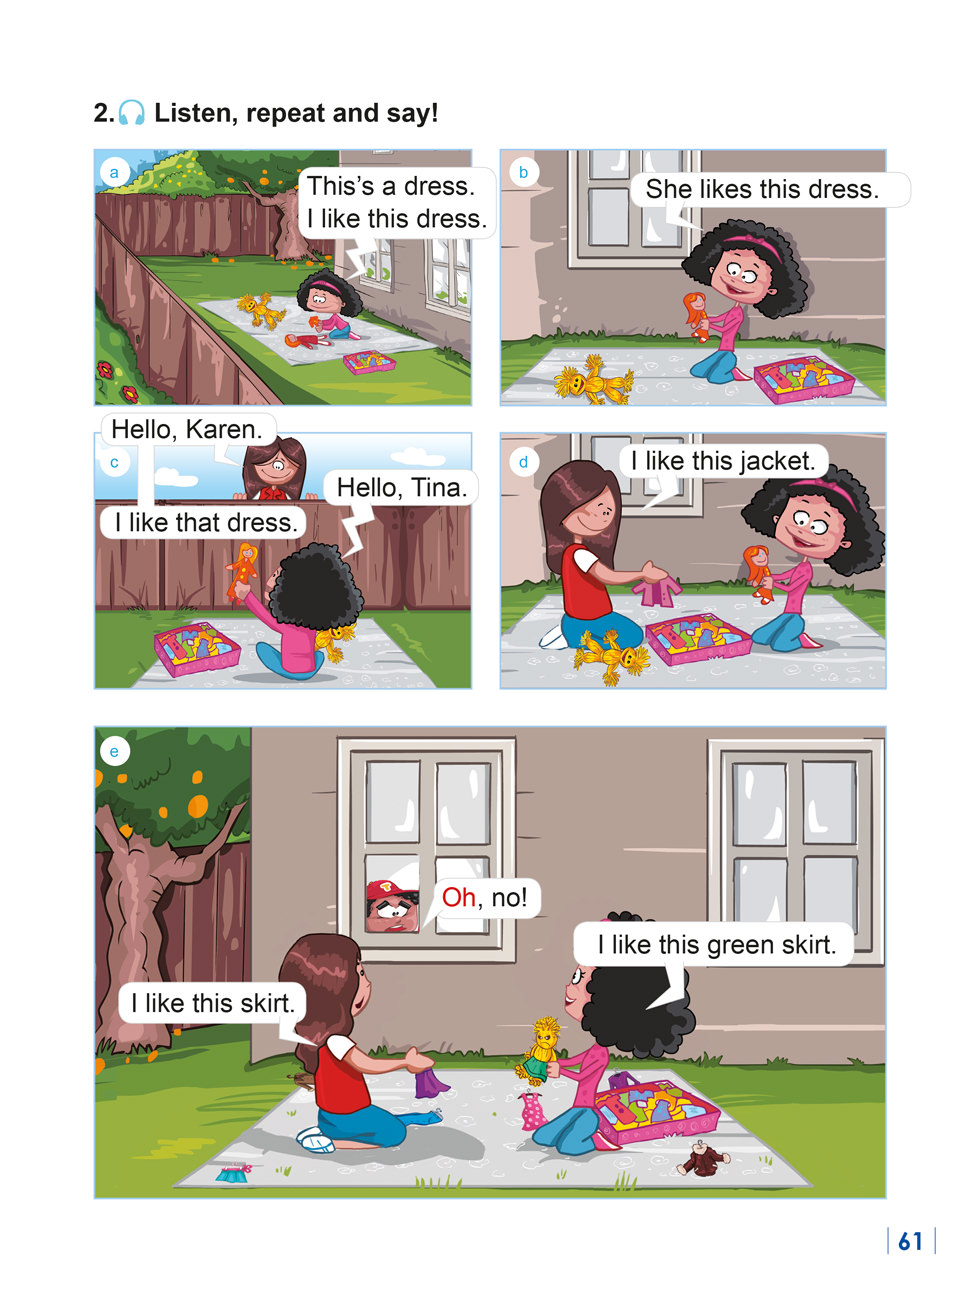 2. Listen, repeat and say!
a
This's a dress.
I like this dress.
b
She likes this dress.
c
Hello, Karen.
Hello, Tina.
I like that dress.
d
I like this jacket.
e
Oh, no!
I like this green skirt.
I like this skirt.
61